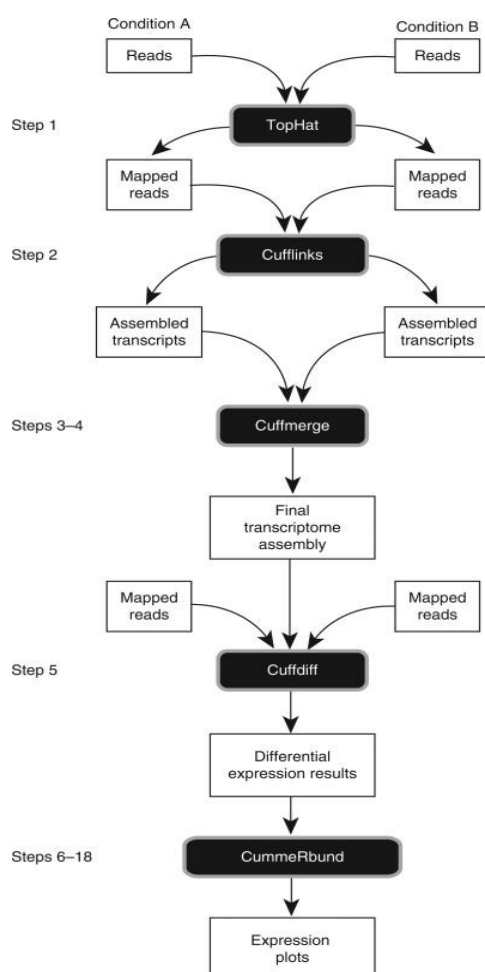 Condition A
Condition B
Reads
Reads
Step 1
TopHat
Mapped
reads
Mapped
reads
Step 2
Cufflinks
Assembled
transcripts
Assembled
transcripts
Steps 3–4
Cuffmerge
Final
transcriptome
assembly
Mapped
reads
Mapped
reads
Step 5
Cuffdiff
Differential
expression results
Steps 6–18
CummeRbund
Expression
plots